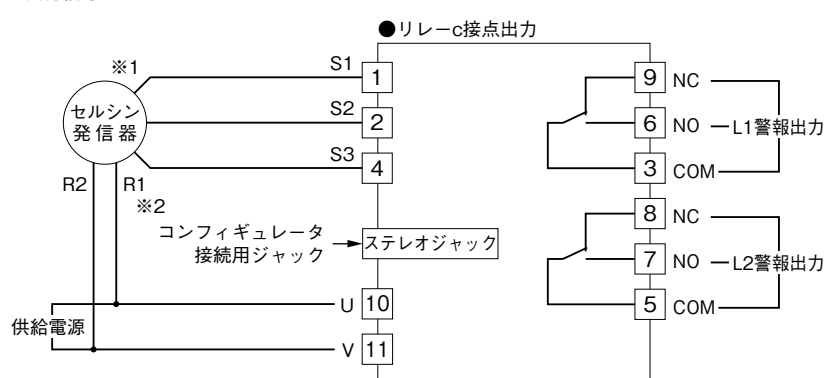 ●リレーc接点出力
※1
S1
1
9
NC
セルシン
発信器
S2
2
6
NO
L1警報出力
S3
4
3
COM
R2
R1
※2
8
NC
コンフィギュレータ
接続用ジャック
ステレオジャック
7
NO
L2警報出力
U
10
5
COM
供給電源
V
11